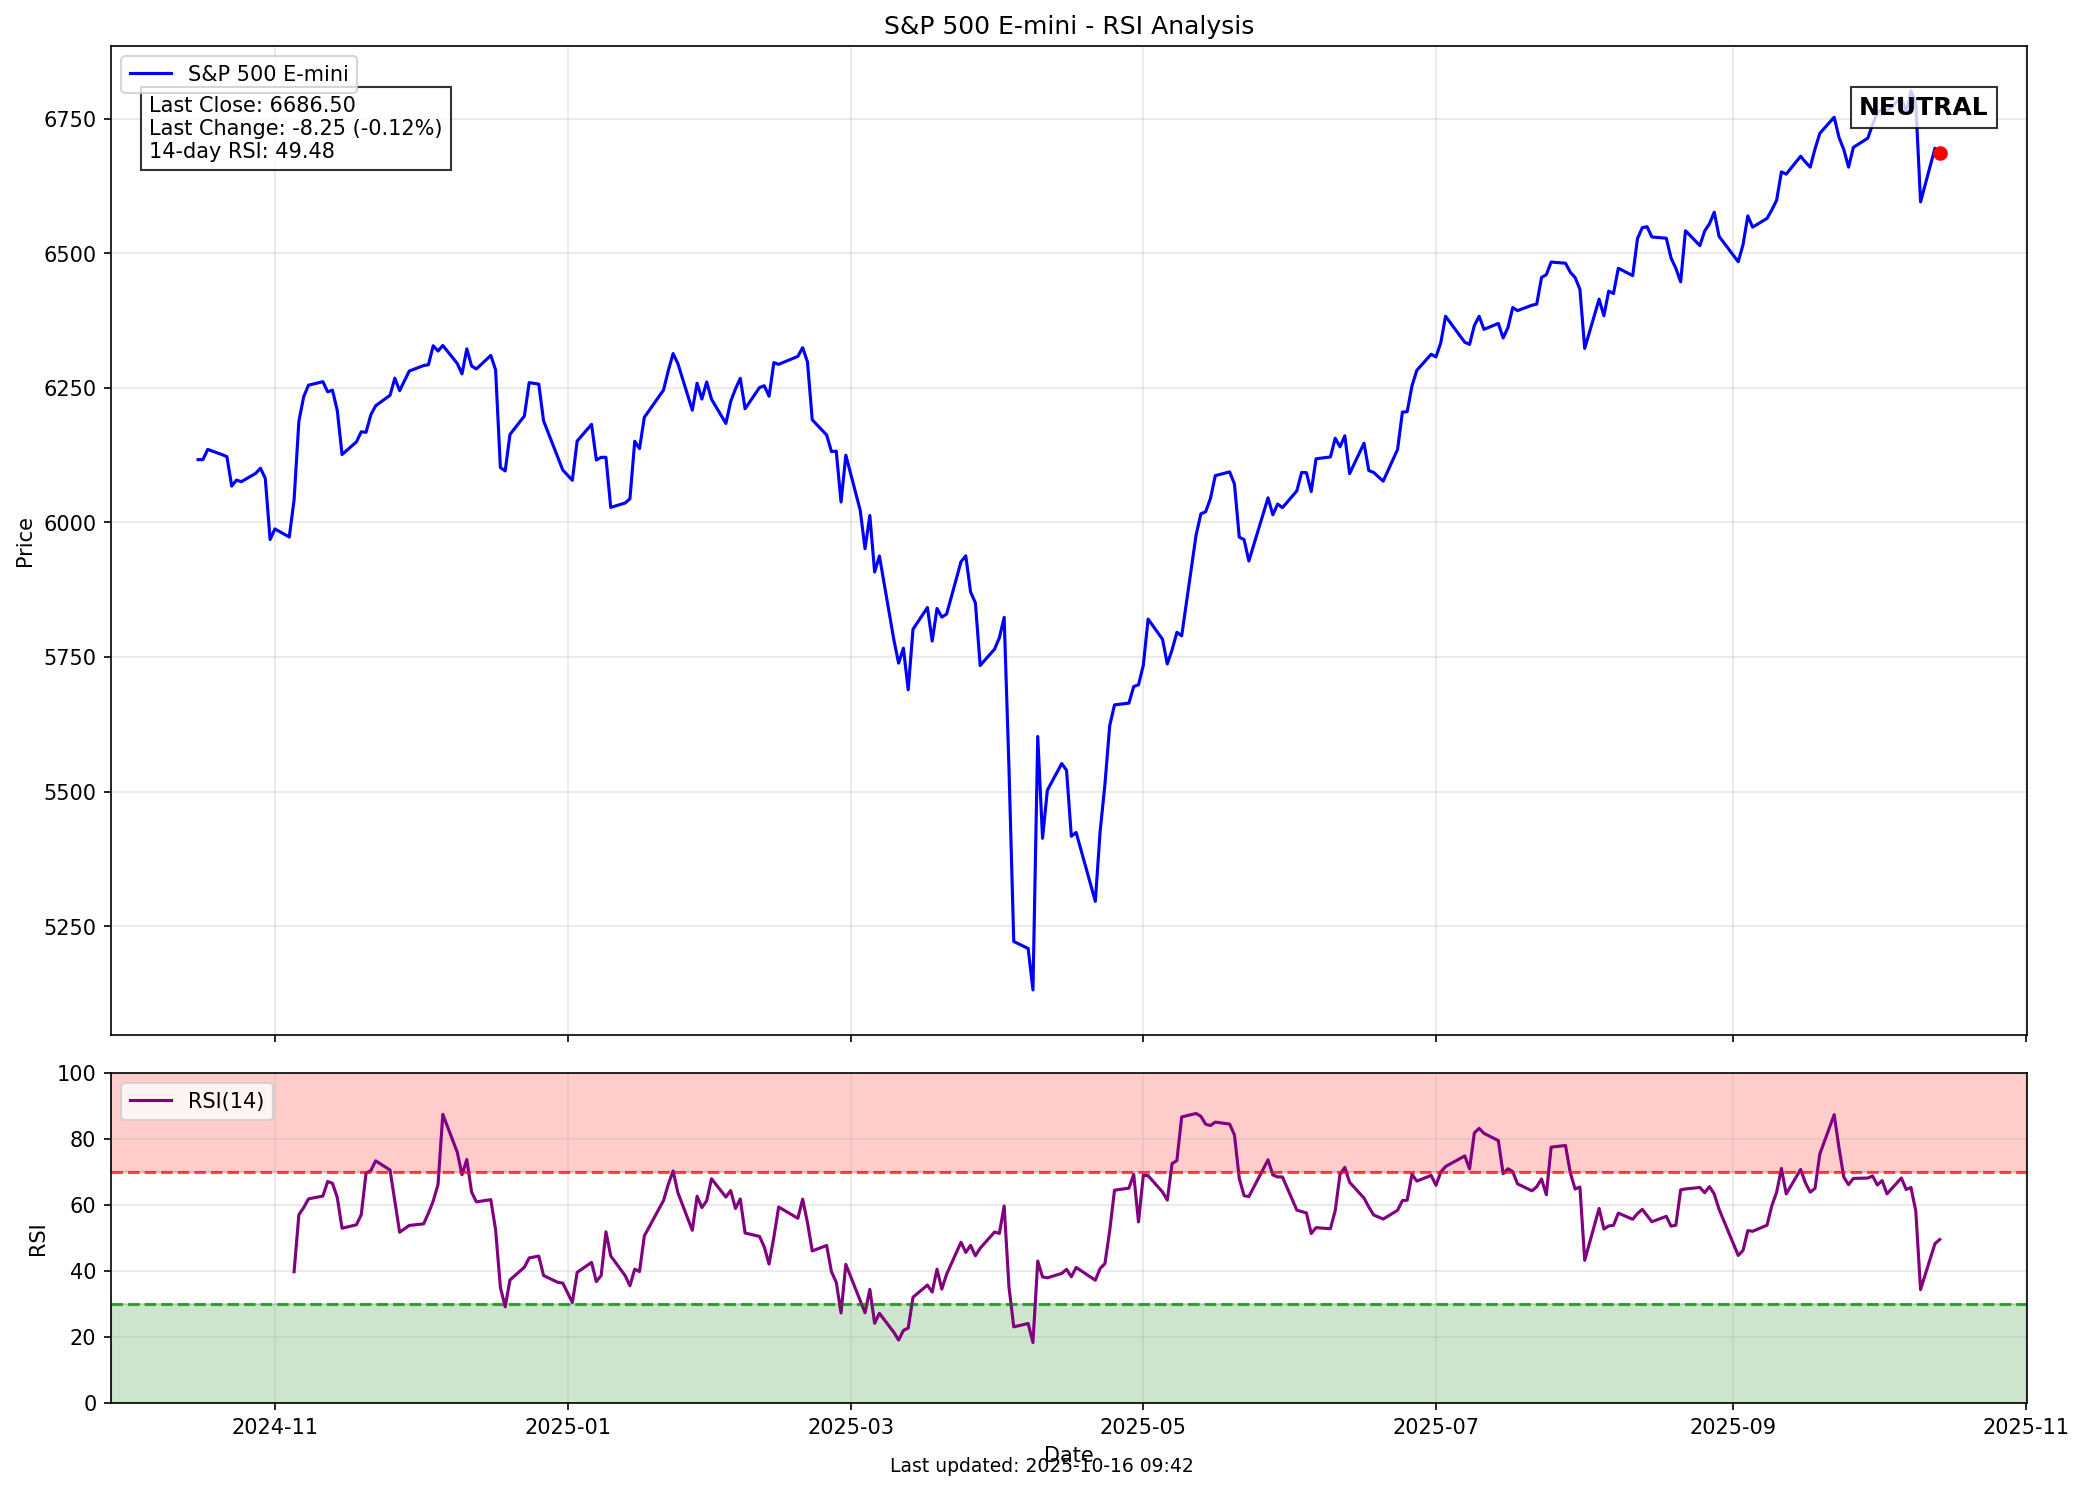 S&P 500 E-mini - RSI Analysis
S&P 500 E-mini
Last Close: 6686.50
Last Change: -8.25 (-0.12%)
14-day RSI: 49.48
NEUTRAL
Price
6750
6500
6250
6000
5750
5500
5250
RSI(14)
RSI
100
80
60
40
20
0
2024-11
2025-01
2025-03
2025-05
2025-07
2025-09
2025-11
Date
Last updated: 2025-10-16 09:42